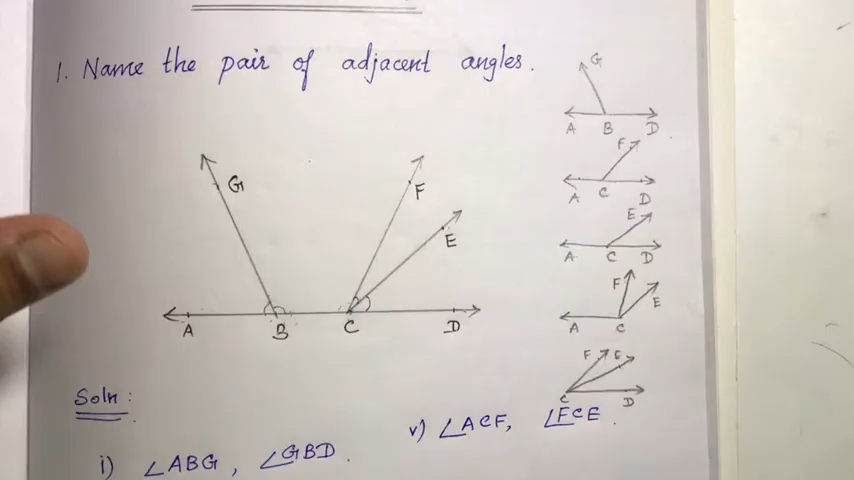 1. Name the pair of adjacent angles.
G
A B D
F
A C D
E
A C D
F E
A C
F E
C D
G F E
A B C D
Soln :
i) ∠ABG , ∠GBD .
v) ∠ACF, ∠FCE .